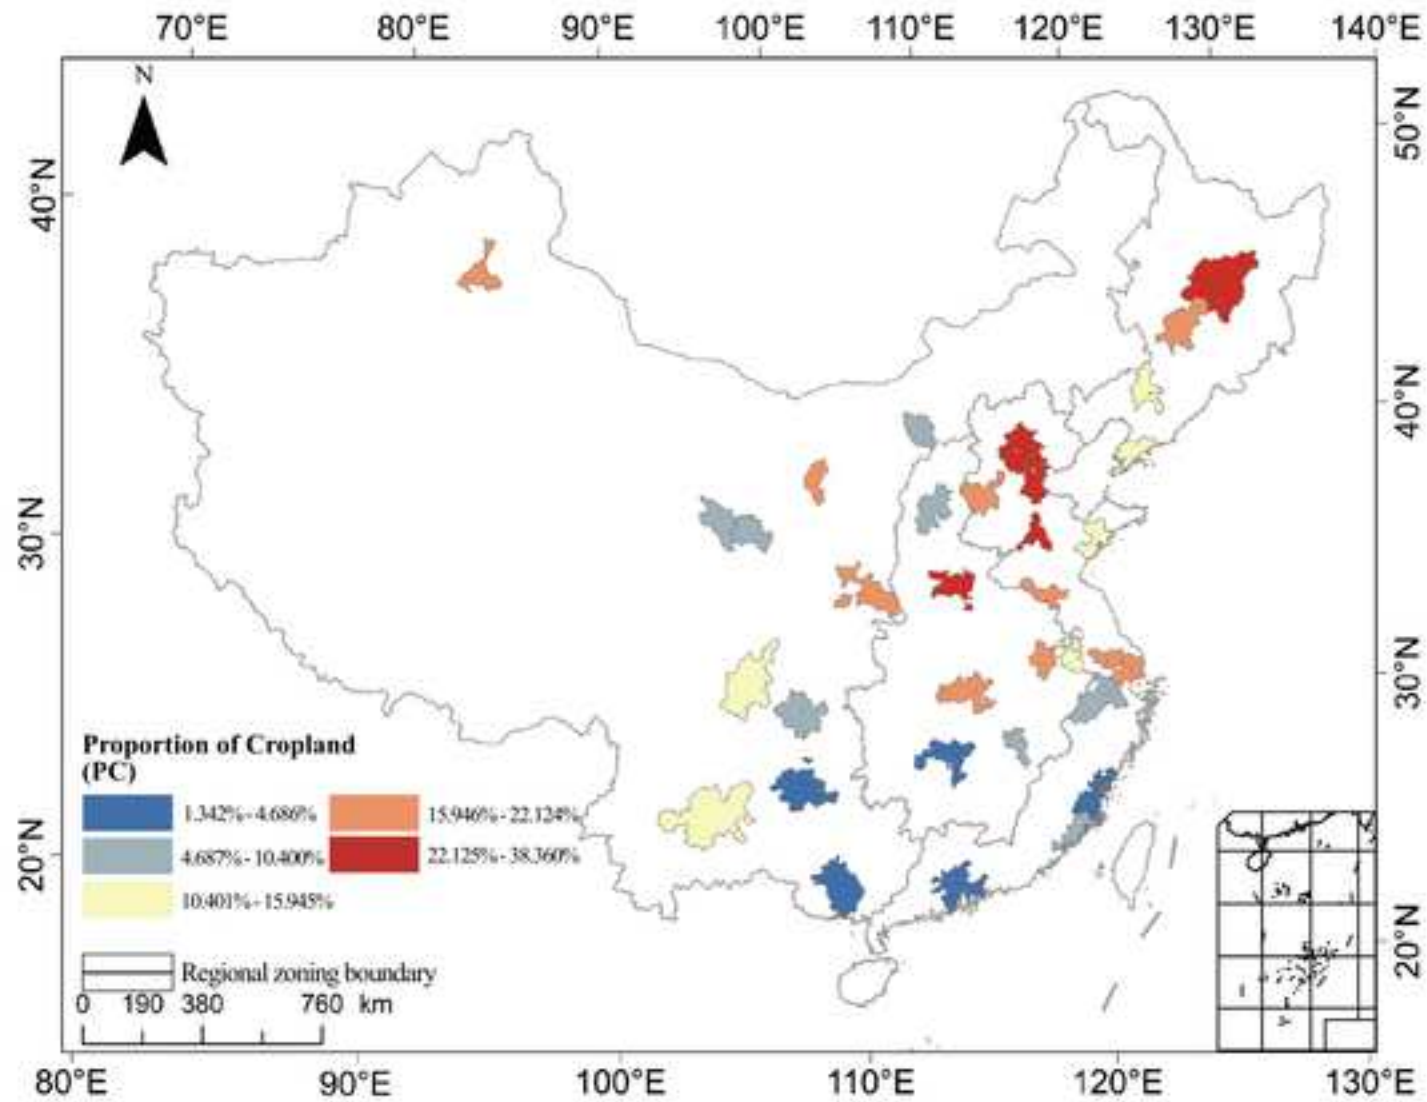 70°E 80°E 90°E 100°E 110°E 120°E 130°E 140°E
N
50°N
40°N
40°N
30°N
30°N
20°N
20°N
Proportion of Cropland
(PC)
1.342% - 4.686% 15.946% - 22.124%
4.687% - 10.400% 22.125% - 38.360%
10.401% - 15.945%
Regional zoning boundary
0 190 380 760 km
80°E 90°E 100°E 110°E 120°E 130°E